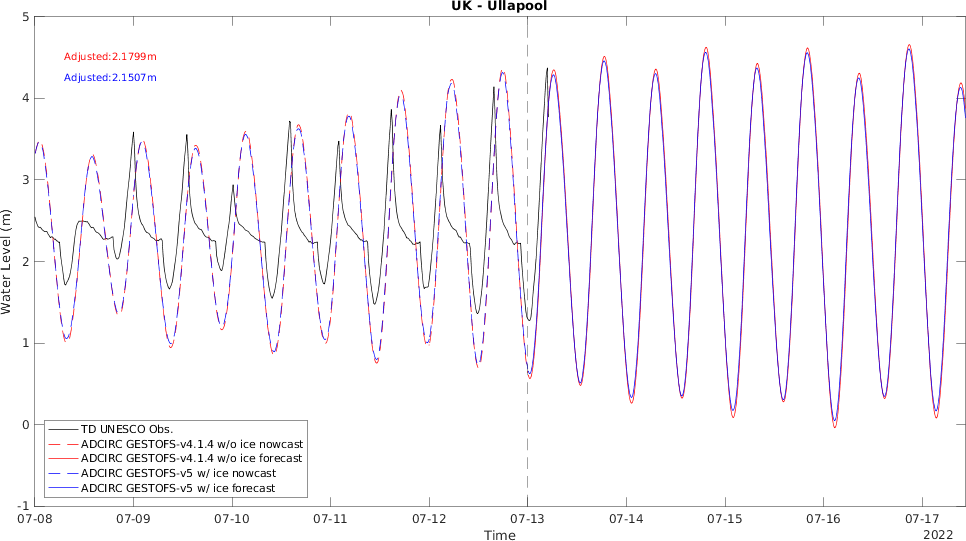 UK - Ullapool
5
Adjusted:2.1799m
Adjusted:2.1507m
4
3
2
1
0
-1
Water Level (m)
TD UNESCO Obs.
ADCIRC GESTOFS-v4.1.4 w/o ice nowcast
ADCIRC GESTOFS-v4.1.4 w/o ice forecast
ADCIRC GESTOFS-v5 w/ ice nowcast
ADCIRC GESTOFS-v5 w/ ice forecast
07-08 07-09 07-10 07-11 07-12 07-13 07-14 07-15 07-16 07-17
Time
2022